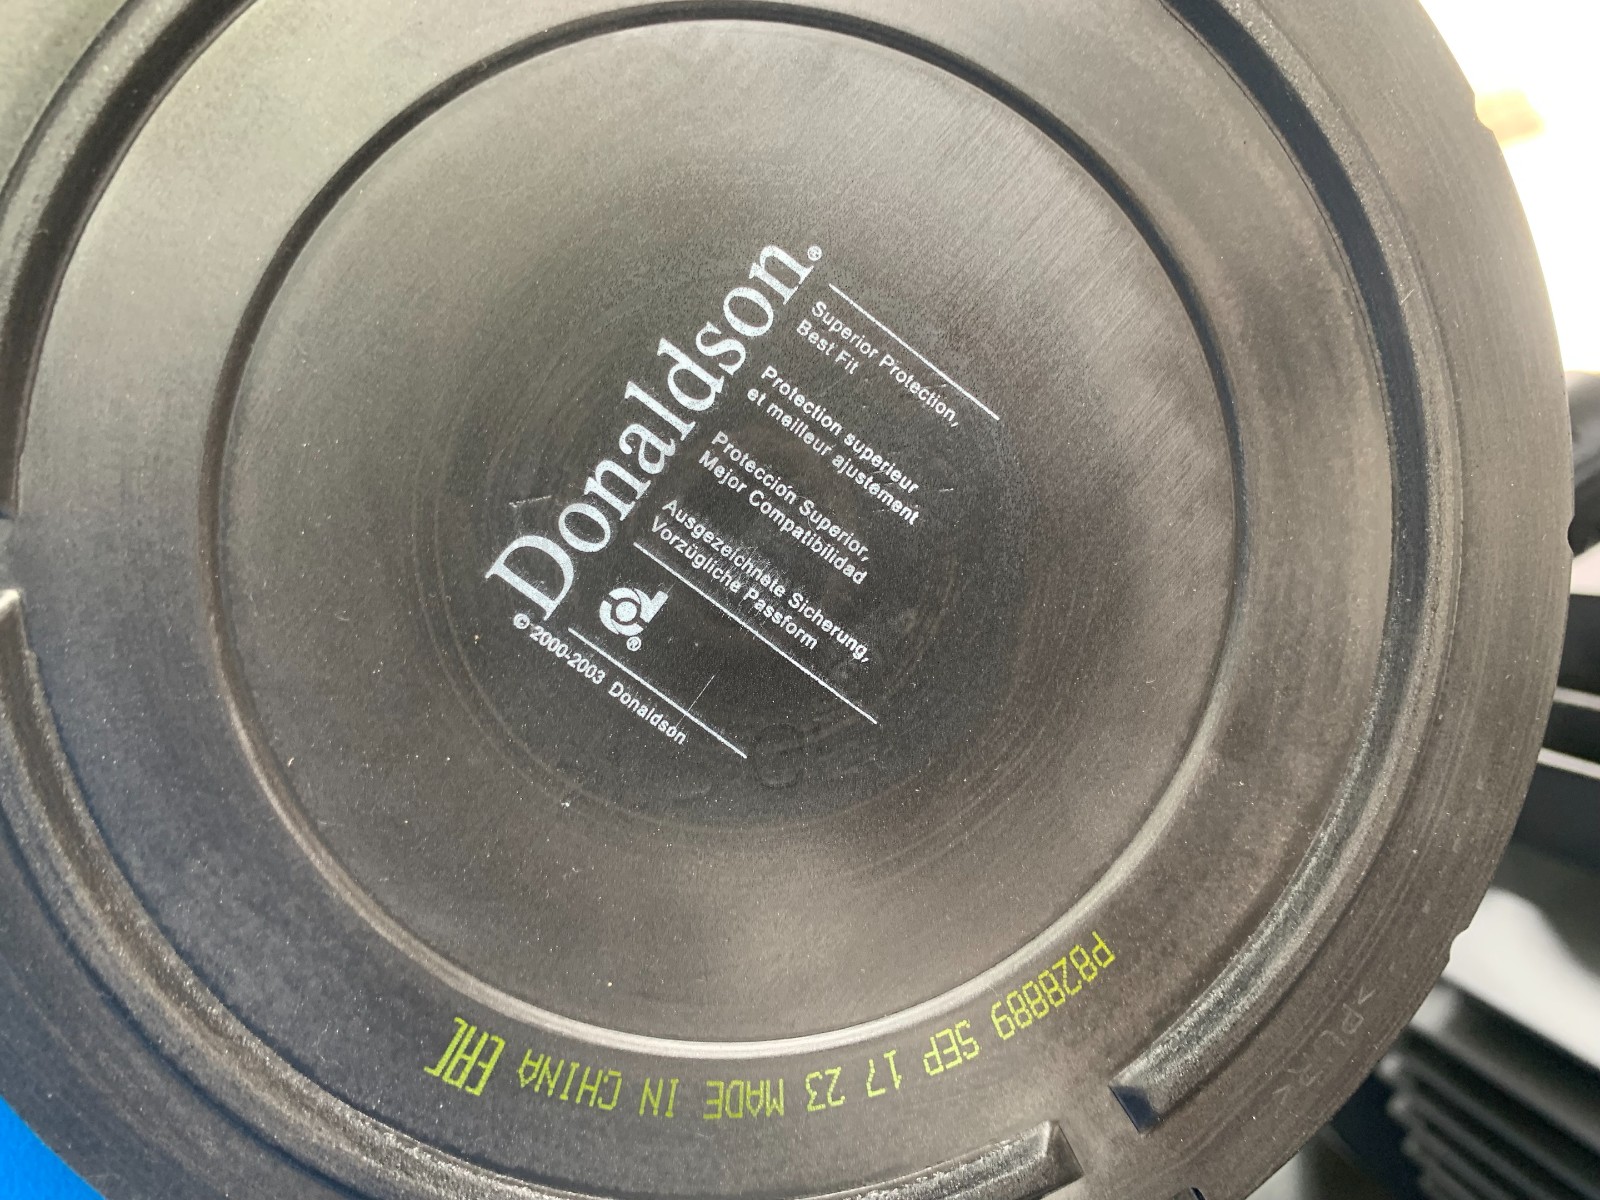 Donaldson®
Superior Protection,
Best Fit
Protection superieur
et meilleur ajustement
Protección Superior,
Mejor Compatibilidad
Ausgezeichnete Sicherung,
Vorzügliche Passform
®
© 2000-2003 Donaldson
P828889 SEP 17 23 MADE IN CHINA EAC